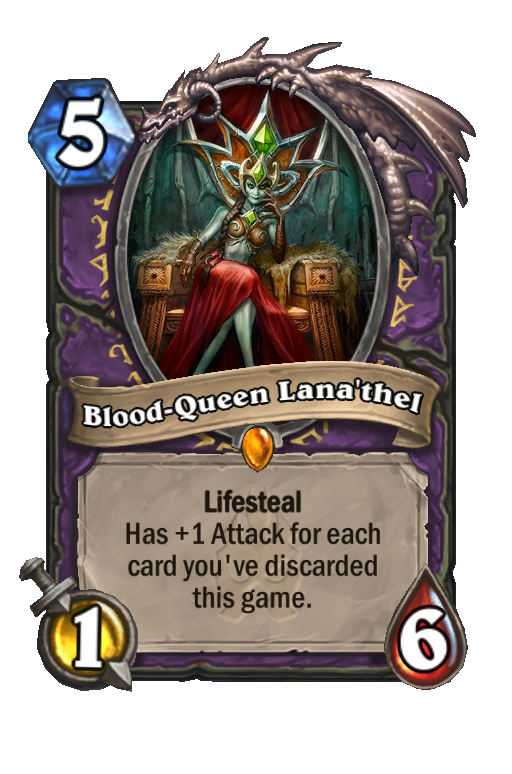 5
Blood-Queen Lana'thel
Lifesteal
Has +1 Attack for each
card you've discarded
this game.
1
6